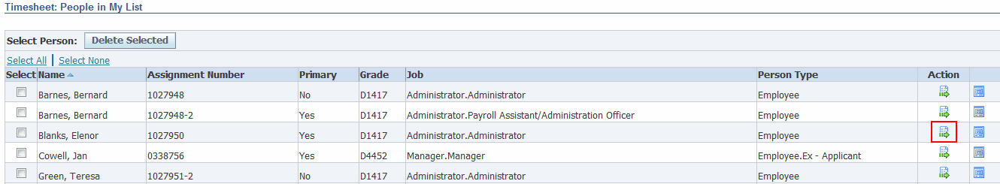 Timesheet: People in My List
Select Person: Delete Selected
Select All | Select None
Select Name Assignment Number Primary Grade Job Person Type Action
Barnes, Bernard 1027948 No D1417 Administrator.Administrator Employee
Barnes, Bernard 1027948-2 Yes D1417 Administrator.Payroll Assistant/Administration Officer Employee
Blanks, Elenor 1027950 Yes D1417 Administrator.Administrator Employee
Cowell, Jan 0338756 Yes D4452 Manager.Manager Employee.Ex - Applicant
Green, Teresa 1027951-2 No D1417 Administrator.Administrator Employee